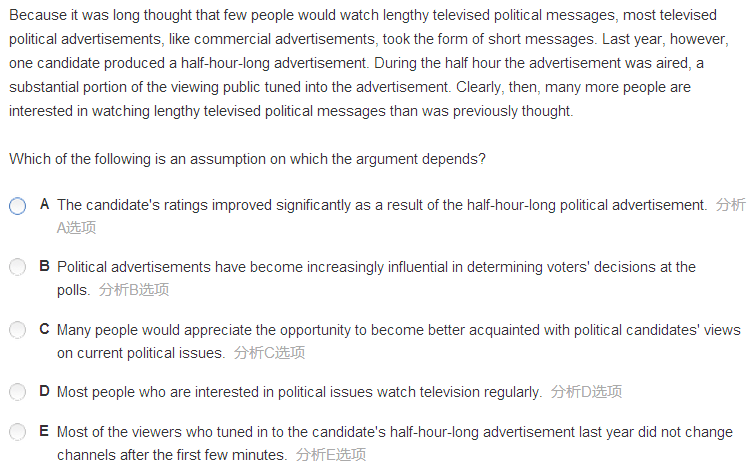 Because it was long thought that few people would watch lengthy televised political messages, most televised
political advertisements, like commercial advertisements, took the form of short messages. Last year, however,
one candidate produced a half-hour-long advertisement. During the half hour the advertisement was aired, a
substantial portion of the viewing public tuned into the advertisement. Clearly, then, many more people are
interested in watching lengthy televised political messages than was previously thought.
Which of the following is an assumption on which the argument depends?
A The candidate's ratings improved significantly as a result of the half-hour-long political advertisement. 分析
A选项
B Political advertisements have become increasingly influential in determining voters' decisions at the
polls. 分析B选项
C Many people would appreciate the opportunity to become better acquainted with political candidates' views
on current political issues. 分析C选项
D Most people who are interested in political issues watch television regularly. 分析D选项
E Most of the viewers who tuned in to the candidate's half-hour-long advertisement last year did not change
channels after the first few minutes. 分析E选项